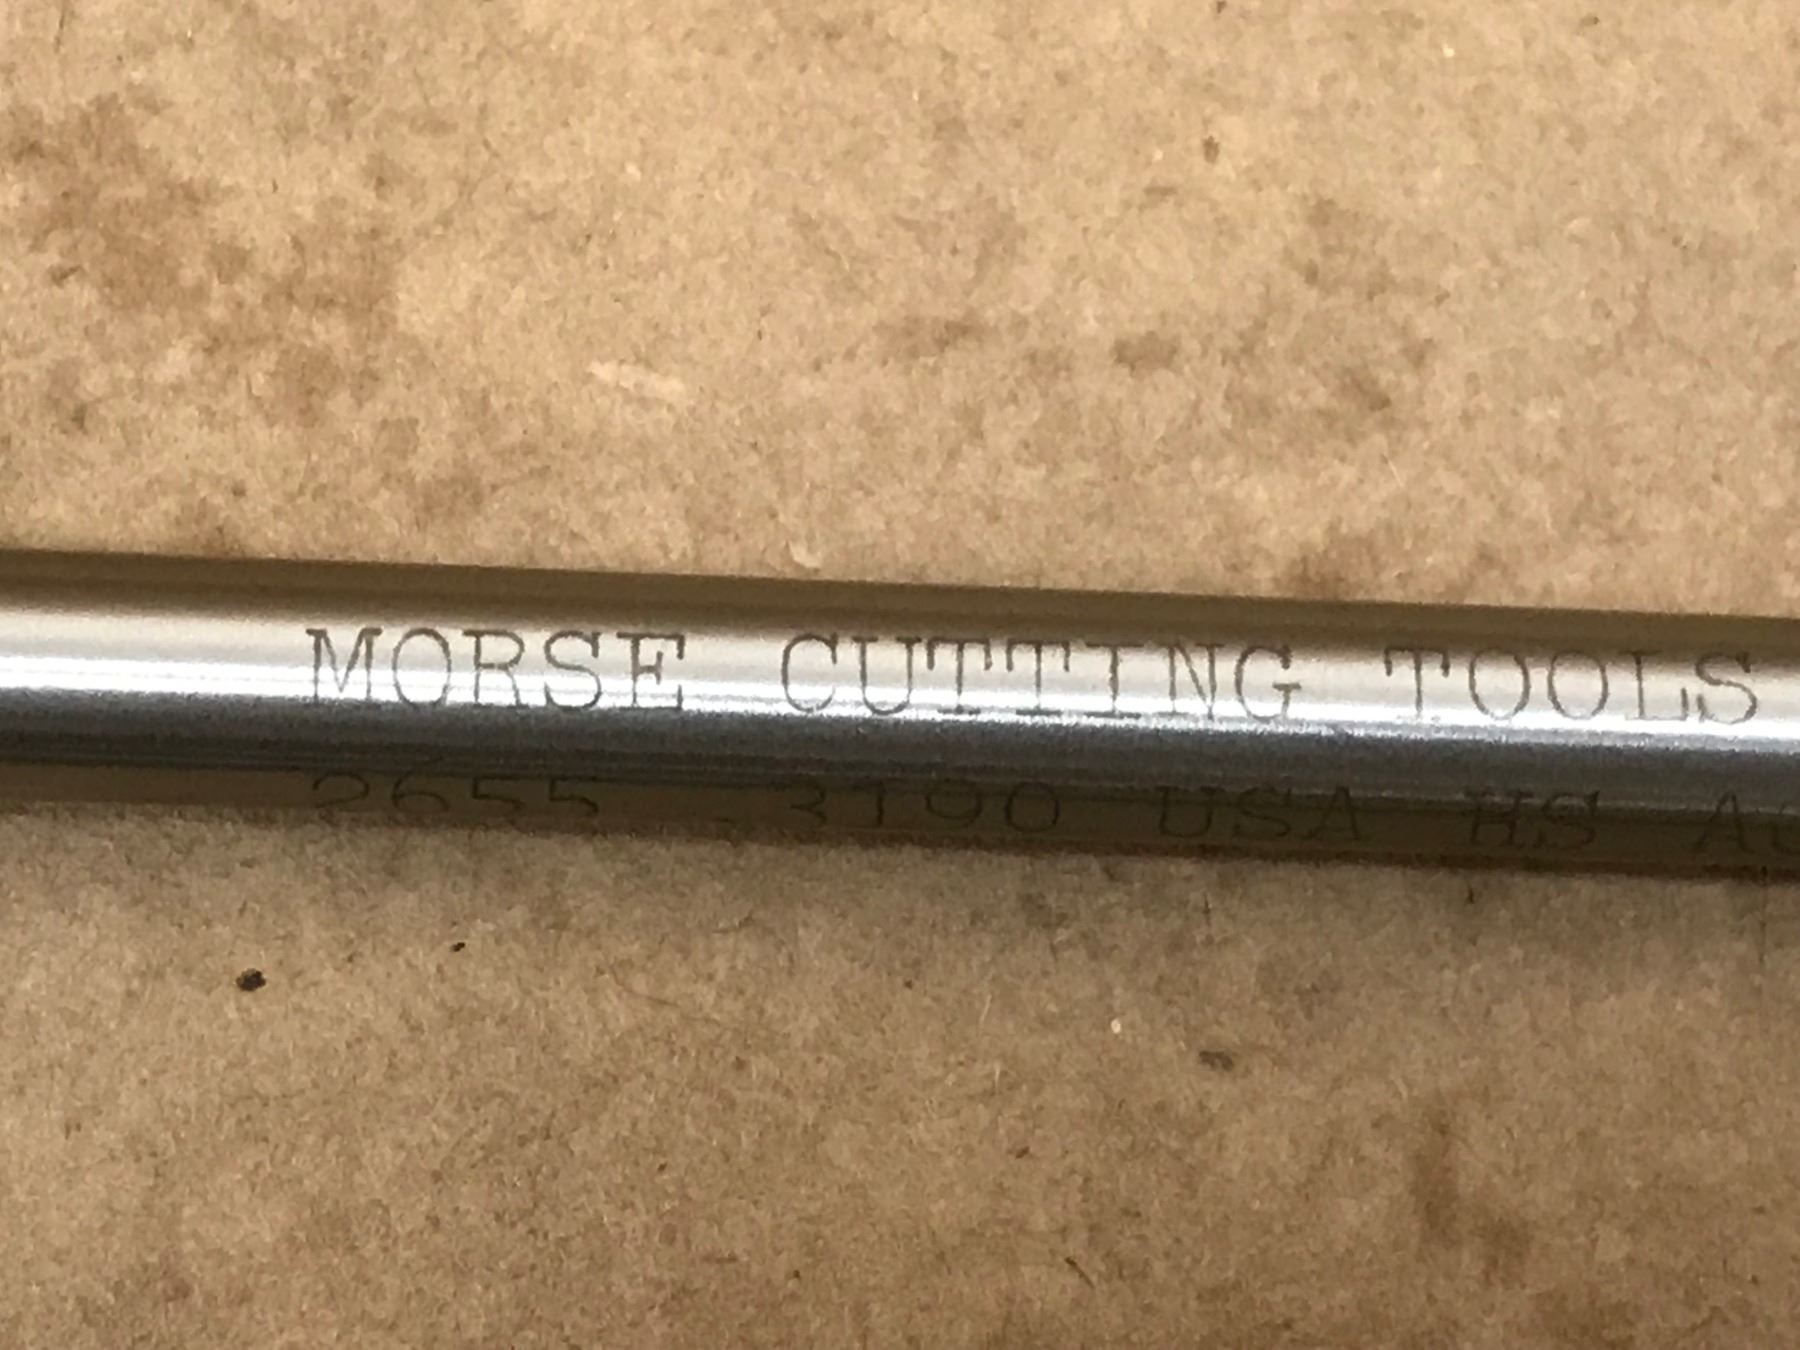 MORSE CUTTING TOOLS
2655 .3190 USA HS